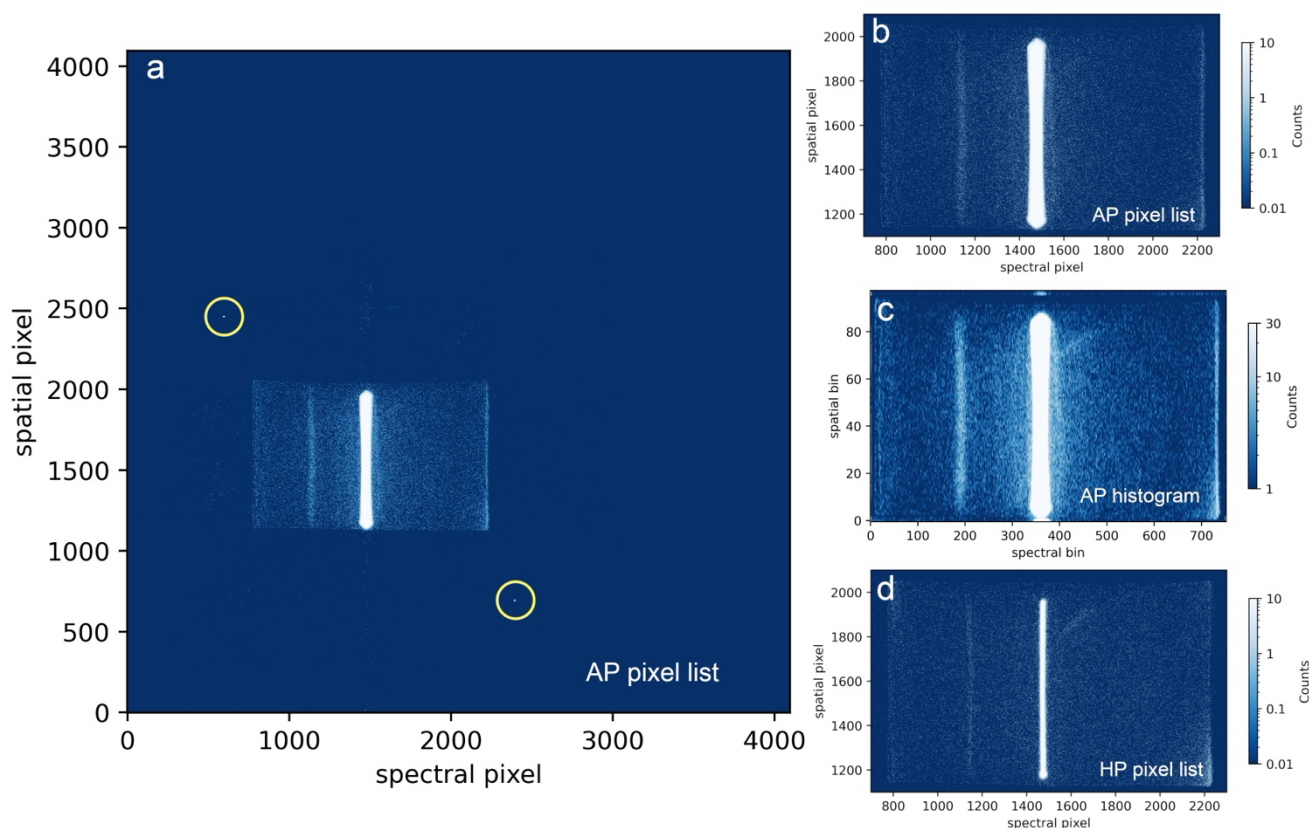 a
4000
3500
3000
2500
2000
1500
1000
500
0
0 1000 2000 3000 4000
spatial pixel
spectral pixel
AP pixel list
b
2000
1800
1600
1400
1200
800 1000 1200 1400 1600 1800 2000 2200
spatial pixel
spectral pixel
AP pixel list
10
1
0.1
0.01
Counts
c
80
60
40
20
0
0 100 200 300 400 500 600 700
spatial bin
spectral bin
AP histogram
30
10
1
Counts
d
2000
1800
1600
1400
1200
800 1000 1200 1400 1600 1800 2000 2200
spatial pixel
spectral pixel
HP pixel list
10
1
0.1
0.01
Counts